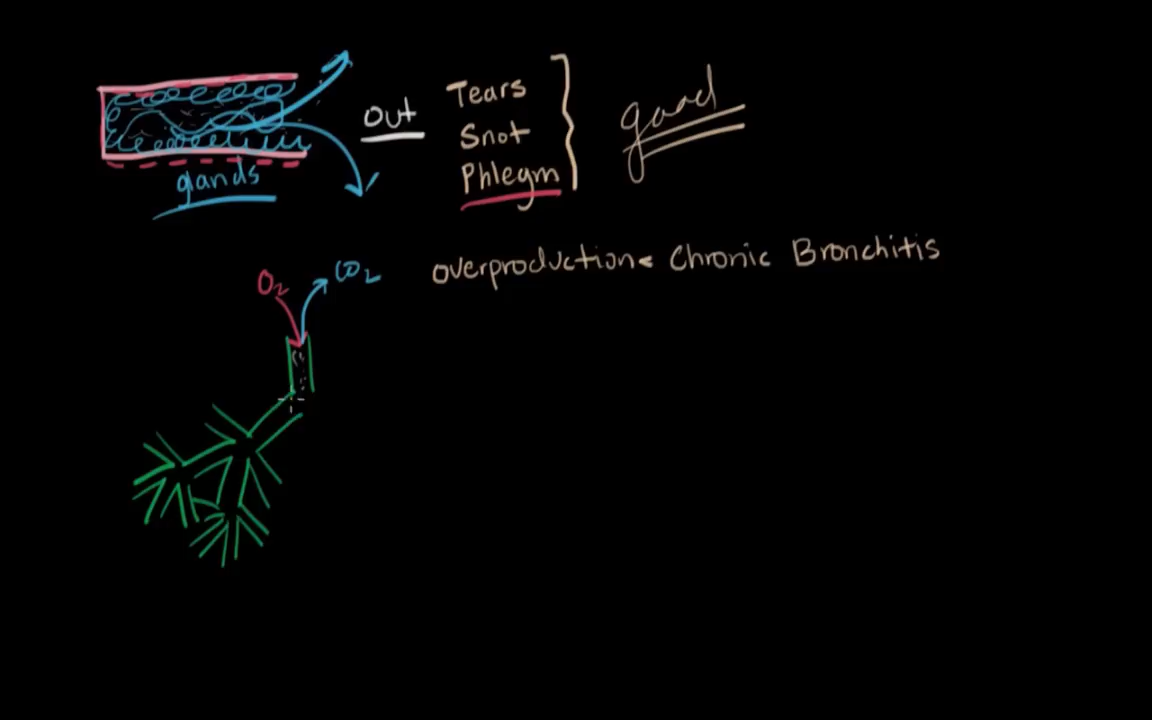 Out
Tears
Snot
Phlegm
good
glands
overproduction < Chronic Bronchitis
O2
CO2